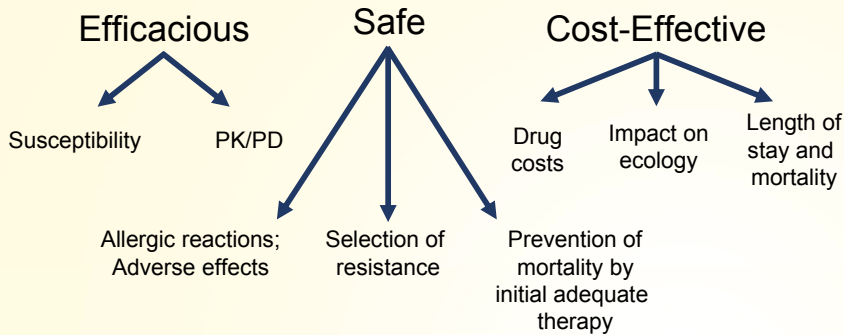 Efficacious
Safe
Cost-Effective
Susceptibility
PK/PD
Drug
costs
Impact on
ecology
Length of
stay and
mortality
Allergic reactions;
Adverse effects
Selection of
resistance
Prevention of
mortality by
initial adequate
therapy